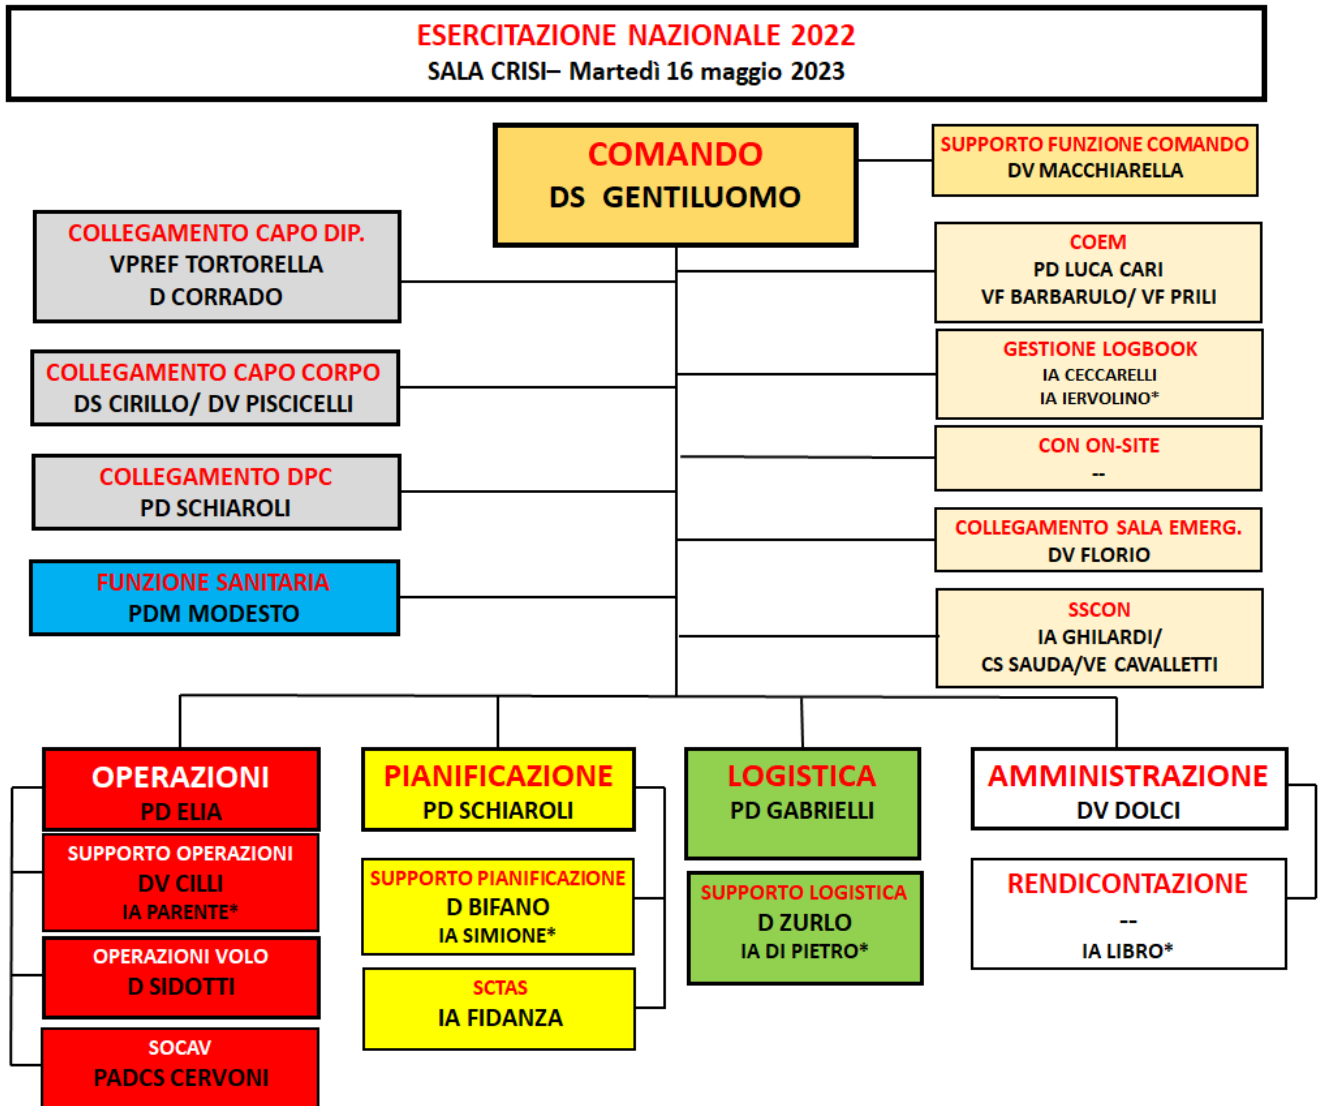 ESERCITAZIONE NAZIONALE 2022
SALA CRISI– Martedì 16 maggio 2023
COMANDO
DS GENTILUOMO
SUPPORTO FUNZIONE COMANDO
DV MACCHIARELLA
COLLEGAMENTO CAPO DIP.
VPREF TORTORELLA
D CORRADO
COLLEGAMENTO CAPO CORPO
DS CIRILLO/ DV PISCICELLI
COLLEGAMENTO DPC
PD SCHIAROLI
FUNZIONE SANITARIA
PDM MODESTO
COEM
PD LUCA CARI
VF BARBARULO/ VF PRILI
GESTIONE LOGBOOK
IA CECCARELLI
IA IERVOLINO*
CON ON-SITE
--
COLLEGAMENTO SALA EMERG.
DV FLORIO
SSCON
IA GHILARDI/
CS SAUDA/VE CAVALLETTI
OPERAZIONI
PD ELIA
SUPPORTO OPERAZIONI
DV CILLI
IA PARENTE*
OPERAZIONI VOLO
D SIDOTTI
SOCAV
PADCS CERVONI
PIANIFICAZIONE
PD SCHIAROLI
SUPPORTO PIANIFICAZIONE
D BIFANO
IA SIMIONE*
SCTAS
IA FIDANZA
LOGISTICA
PD GABRIELLI
SUPPORTO LOGISTICA
D ZURLO
IA DI PIETRO*
AMMINISTRAZIONE
DV DOLCI
RENDICONTAZIONE
--
IA LIBRO*